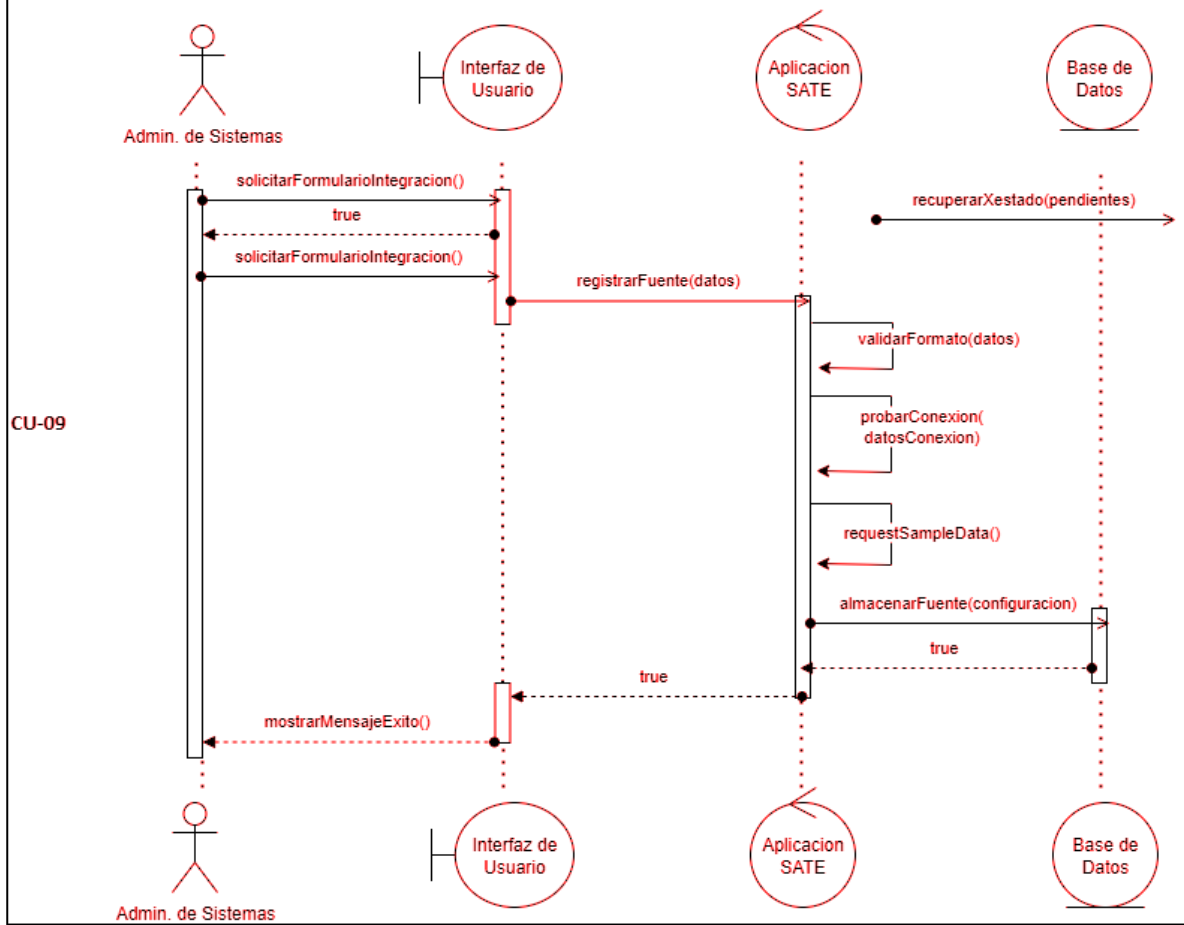 Interfaz de
Usuario
Aplicacion
SATE
Base de
Datos
Admin. de Sistemas
solicitarFormularioIntegracion()
recuperarXestado(pendientes)
true
solicitarFormularioIntegracion()
registrarFuente(datos)
validarFormato(datos)
CU-09
probarConexion(
datosConexion)
requestSampleData()
almacenarFuente(configuracion)
true
true
mostrarMensajeExito()
Interfaz de
Usuario
Aplicacion
SATE
Base de
Datos
Admin. de Sistemas